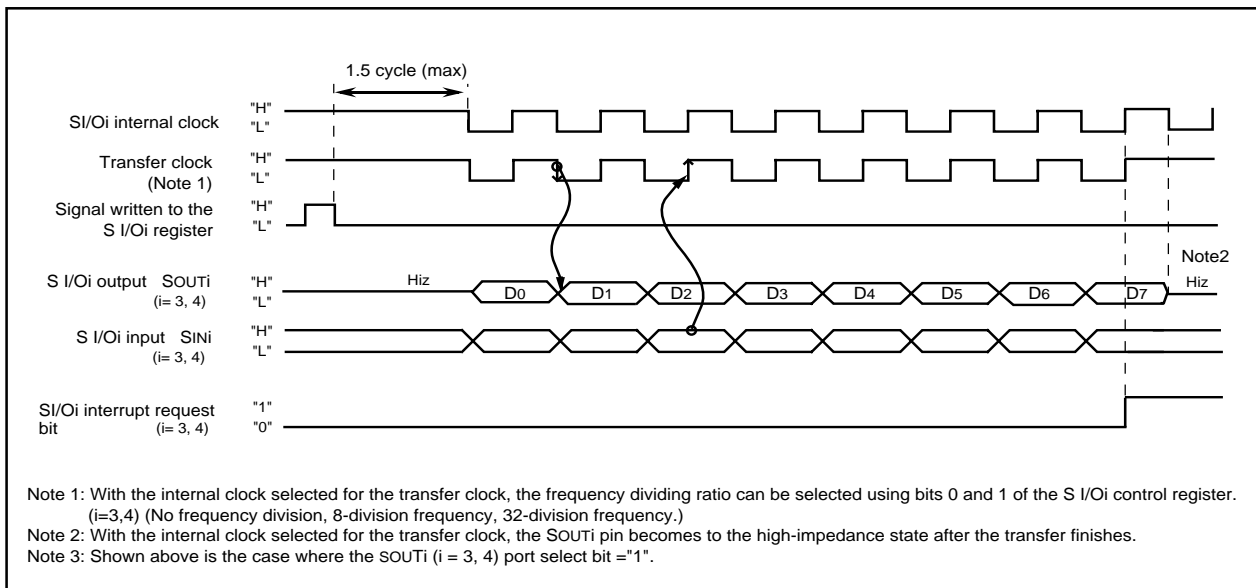 1.5 cycle (max)
SI/Oi internal clock
"H"
"L"
Transfer clock
(Note 1)
"H"
"L"
Signal written to the
S I/Oi register
"H"
"L"
S I/Oi output SOUTi
(i= 3, 4)
"H"
"L"
Hiz
D0
D1
D2
D3
D4
D5
D6
D7
Note2
Hiz
S I/Oi input SINi
(i= 3, 4)
"H"
"L"
SI/Oi interrupt request
bit (i= 3, 4)
"1"
"0"
Note 1: With the internal clock selected for the transfer clock, the frequency dividing ratio can be selected using bits 0 and 1 of the S I/Oi control register.
(i=3,4) (No frequency division, 8-division frequency, 32-division frequency.)
Note 2: With the internal clock selected for the transfer clock, the SOUTi pin becomes to the high-impedance state after the transfer finishes.
Note 3: Shown above is the case where the SOUTi (i = 3, 4) port select bit ="1".